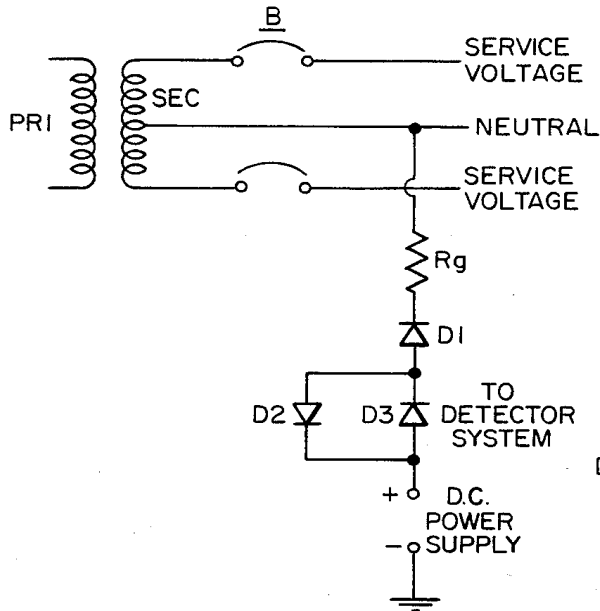 B
SERVICE
VOLTAGE
PRI
SEC
NEUTRAL
SERVICE
VOLTAGE
Rg
D1
D2
D3
TO
DETECTOR
SYSTEM
+
D.C.
POWER
SUPPLY
-